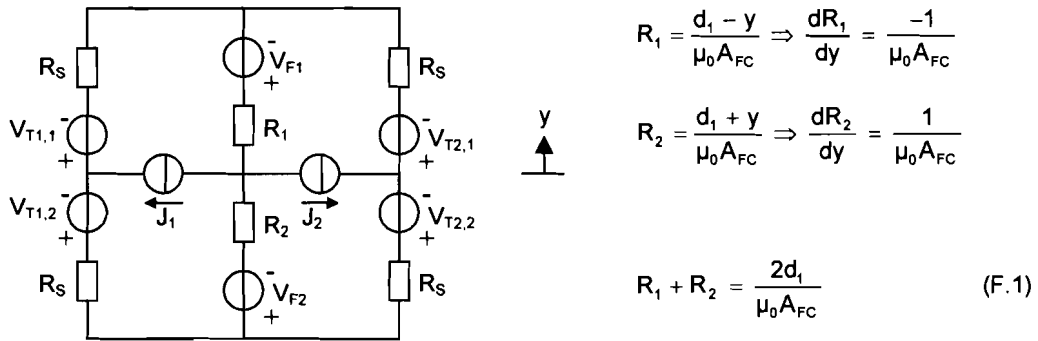 R_S
- V_F1 +
R_S
R_1 = (d_1 − y)/(μ_0 A_FC) ⇒ dR_1/dy = −1/(μ_0 A_FC)
V_T1,1 - +
R_1
- V_T2,1 +
y
R_2 = (d_1 + y)/(μ_0 A_FC) ⇒ dR_2/dy = 1/(μ_0 A_FC)
J_1
J_2
V_T1,2 - +
R_2
- V_T2,2 +
R_S
- V_F2 +
R_S
R_1 + R_2 = 2d_1/(μ_0 A_FC) (F.1)